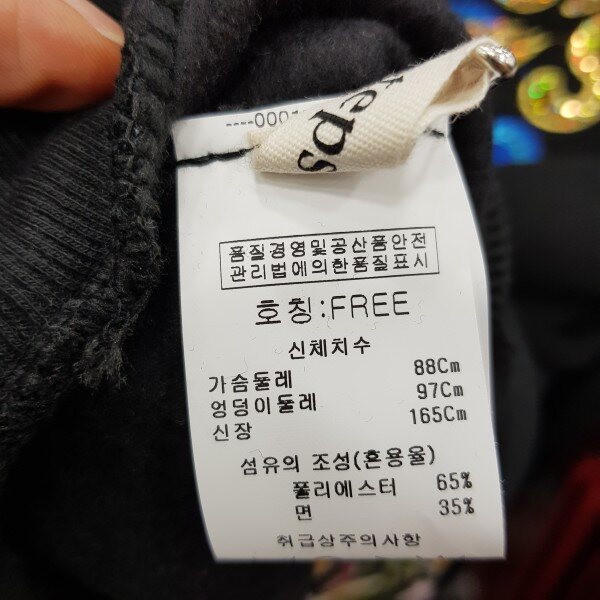 ----0001
teps
품질경영및공산품안전
관리법에의한품질표시
호칭:FREE
신체치수
가슴둘레 88Cm
엉덩이둘레 97Cm
신장 165Cm
섬유의 조성(혼용율)
폴리에스터 65%
면 35%
취급상주의사항